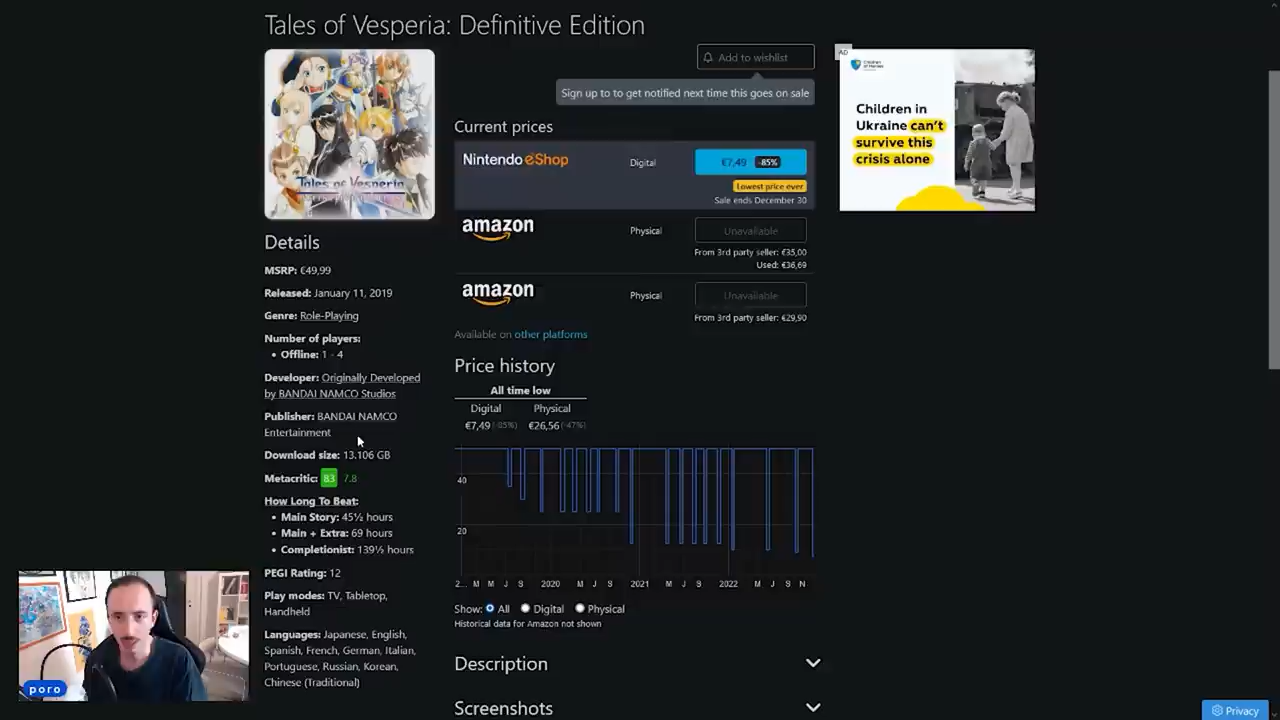 Tales of Vesperia: Definitive Edition
Add to wishlist
Sign up to to get notified next time this goes on sale
Tales of Vesperia
Current prices
Nintendo eShop
Digital
€7,49 -85%
Lowest price ever
Sale ends December 30
amazon
Physical
Unavailable
From 3rd party seller: €35,00
Used: €36,69
amazon
Physical
Unavailable
From 3rd party seller: €29,90
Available on other platforms
Details
MSRP: €49,99
Released: January 11, 2019
Genre: Role-Playing
Number of players:
• Offline: 1 - 4
Developer: Originally Developed
by BANDAI NAMCO Studios
Publisher: BANDAI NAMCO
Entertainment
Download size: 13.106 GB
Metacritic: 83 7.8
How Long To Beat:
• Main Story: 45½ hours
• Main + Extra: 69 hours
• Completionist: 139½ hours
PEGI Rating: 12
Play modes: TV, Tabletop,
Handheld
Languages: Japanese, English,
Spanish, French, German, Italian,
Portuguese, Russian, Korean,
Chinese (Traditional)
Price history
All time low
Digital Physical
€7,49 (-85%) €26,56 (-47%)
40
20
2... M M J S 2020 M J S 2021 M J S 2022 M J S N
Show: All Digital Physical
Historical data for Amazon not shown
Description
Screenshots
AD
Children in
Ukraine can't
survive this
crisis alone
poro
Privacy